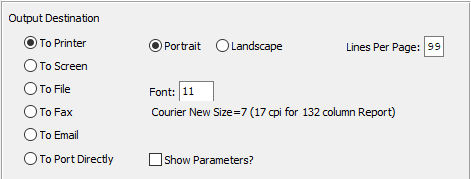 Output Destination
To Printer
Portrait Landscape Lines Per Page: 99
To Screen
To File
Font: 11
To Fax
Courier New Size=7 (17 cpi for 132 column Report)
To Email
To Port Directly
Show Parameters?